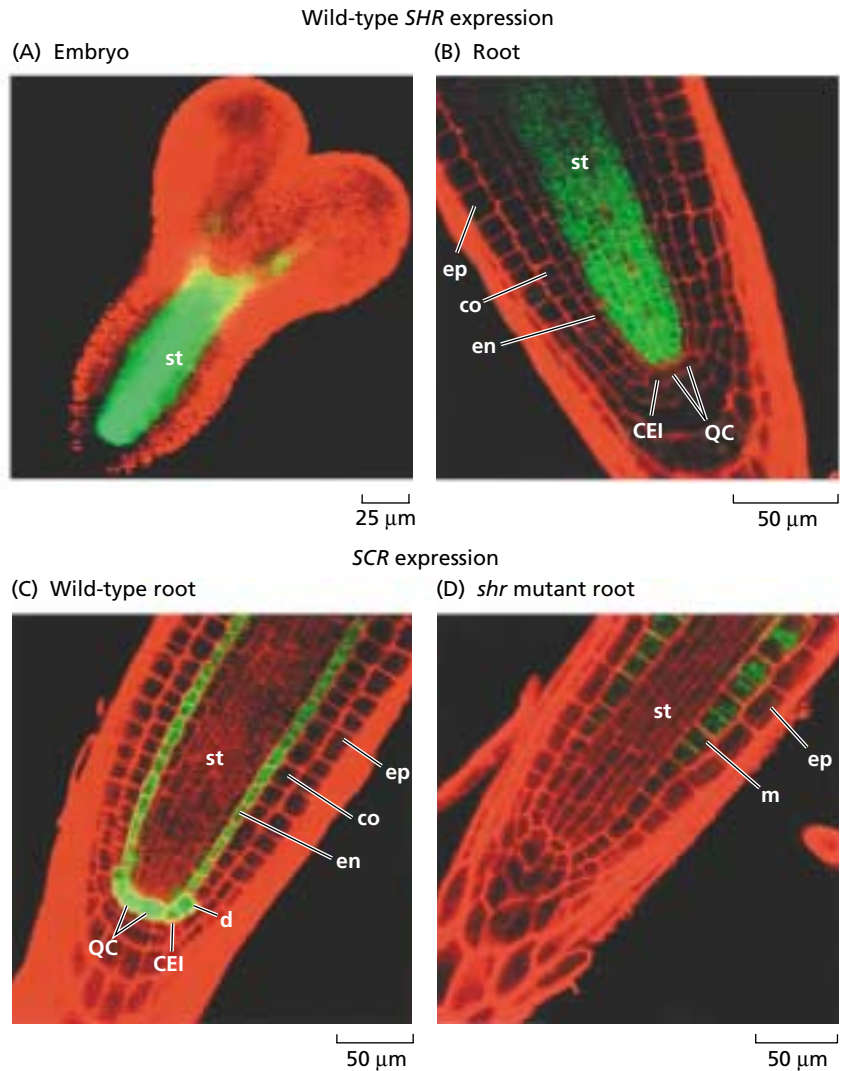 Wild-type SHR expression
(A) Embryo
(B) Root
st
st
ep
co
en
CEI
QC
25 μm
50 μm
SCR expression
(C) Wild-type root
(D) shr mutant root
st
ep
co
en
d
QC
CEI
st
ep
m
50 μm
50 μm